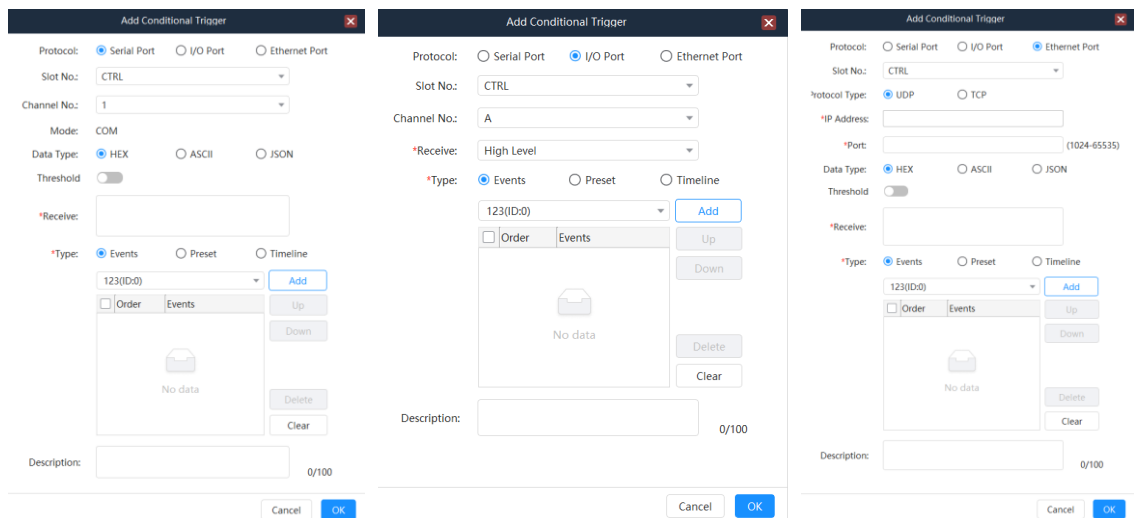 Add Conditional Trigger
Protocol: Serial Port I/O Port Ethernet Port
Slot No.: CTRL
Channel No.: 1
Mode: COM
Data Type: HEX ASCII JSON
Threshold
*Receive:
*Type: Events Preset Timeline
123(ID:0) Add
Order Events Up
Down
No data
Delete
Clear
Description:
0/100
Cancel OK
Add Conditional Trigger
Protocol: Serial Port I/O Port Ethernet Port
Slot No.: CTRL
Channel No.: A
*Receive: High Level
*Type: Events Preset Timeline
123(ID:0) Add
Order Events Up
Down
No data
Delete
Clear
Description:
0/100
Cancel OK
Add Conditional Trigger
Protocol: Serial Port I/O Port Ethernet Port
Slot No.: CTRL
rotocol Type: UDP TCP
*IP Address:
*Port: (1024-65535)
Data Type: HEX ASCII JSON
Threshold
*Receive:
*Type: Events Preset Timeline
123(ID:0) Add
Order Events Up
Down
No data
Delete
Clear
Description:
0/100
Cancel OK